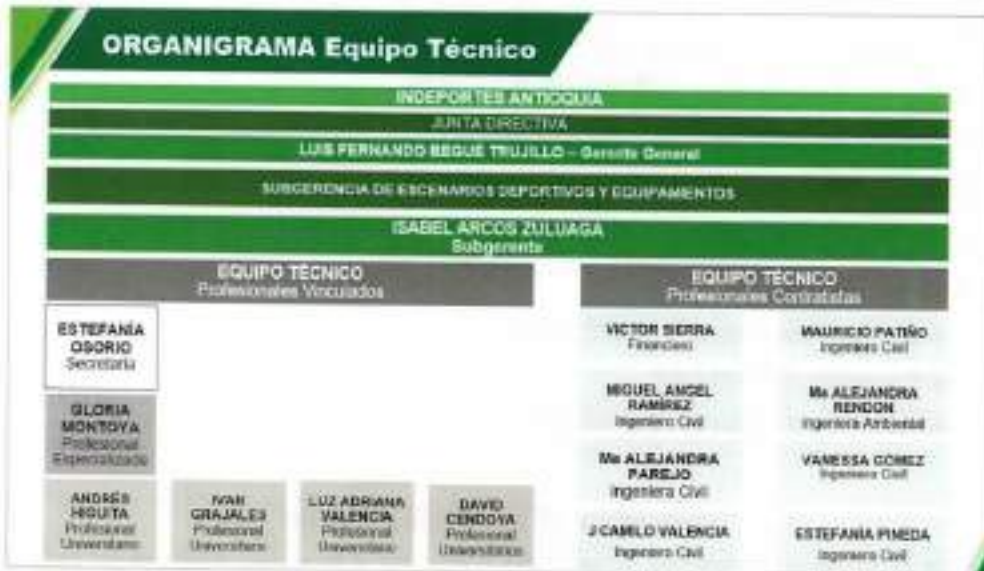 ORGANIGRAMA Equipo Técnico
INDEPORTES ANTIOQUIA
JUNTA DIRECTIVA
LUIS FERNANDO BEGUE TRUJILLO – Gerente General
SUBGERENCIA DE ESCENARIOS DEPORTIVOS Y EQUIPAMIENTOS
ISABEL ARCOS ZULUAGA
Subgerente
EQUIPO TÉCNICO
Profesionales Vinculados
ESTEFANÍA
OSORIO
Secretaria
GLORIA
MONTOYA
Profesional
Especializado
ANDRÉS
HIGUITA
Profesional
Universitario
IVAN
GRAJALES
Profesional
Universitario
LUZ ADRIANA
VALENCIA
Profesional
Universitario
DAVID
CENDOYA
Profesional
Universitarios
EQUIPO TÉCNICO
Profesionales Contratistas
VICTOR SIERRA
Financiero
MAURICIO PATIÑO
Ingeniero Civil
MIGUEL ANGEL
RAMÍREZ
Ingeniero Civil
Ma ALEJANDRA
RENDON
Ingeniera Ambiental
Ma ALEJANDRA
PAREJO
Ingeniera Civil
VANESSA GOMEZ
Ingeniera Civil
J CAMILO VALENCIA
Ingeniero Civil
ESTEFANÍA PINEDA
Ingeniera Civil